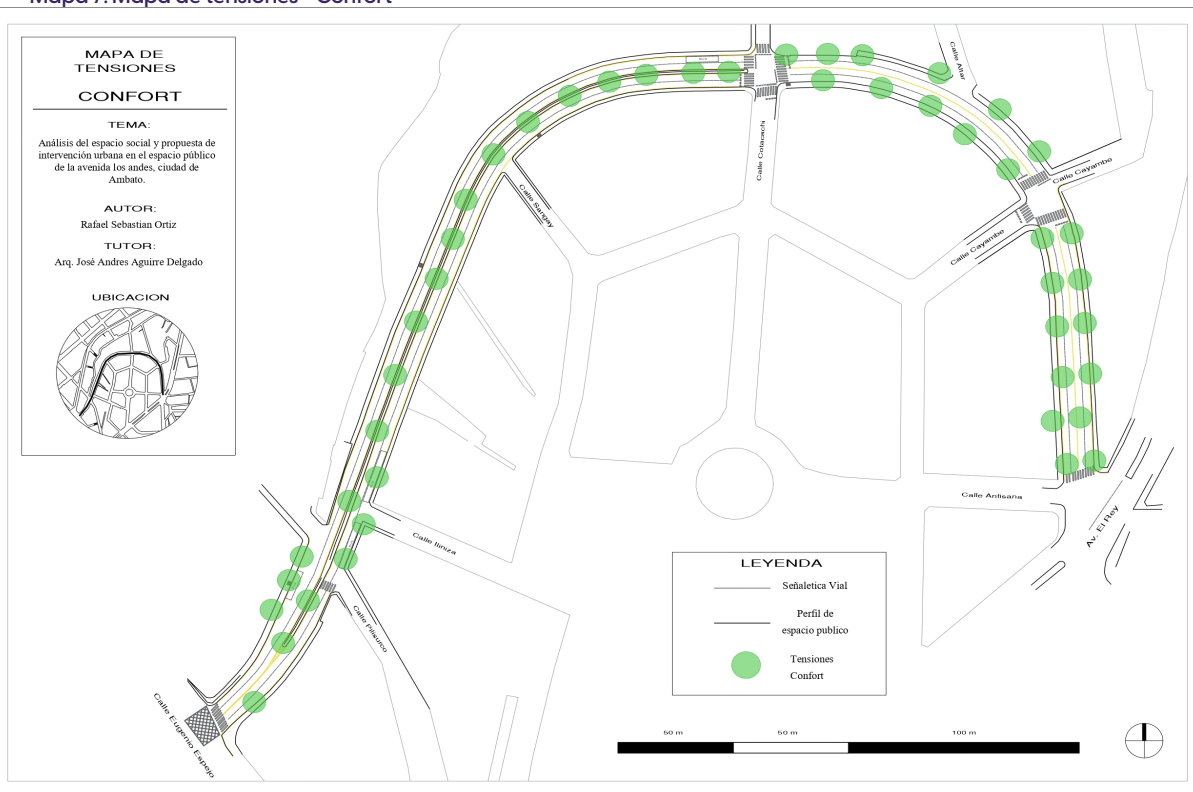 Mapa 7. Mapa de tensiones - Confort
MAPA DE
TENSIONES
CONFORT
TEMA:
Análisis del espacio social y propuesta de
intervención urbana en el espacio público
de la avenida los andes, ciudad de
Ambato.
AUTOR:
Rafael Sebastian Ortiz
TUTOR:
Arq. José Andres Aguirre Delgado
UBICACION
Calle Altar
Calle Cotacachi
Calle Cayambe
Calle Sangay
Calle Cayambe
Calle Antisana
Av. El Rey
Calle Iliniza
Calle Pilisurco
Calle Eugenio Espejo
LEYENDA
Señaletica Vial
Perfil de
espacio publico
Tensiones
Confort
50 m
50 m
100 m